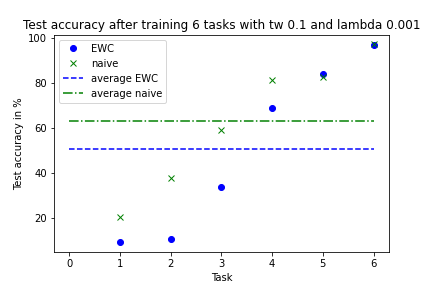 Test accuracy after training 6 task with tw 0.1 and lambda 0.001
100
80
60
40
20
Test accuracy in %
EWC
naive
average EWC
average naive
0 1 2 3 4 5 6
Task